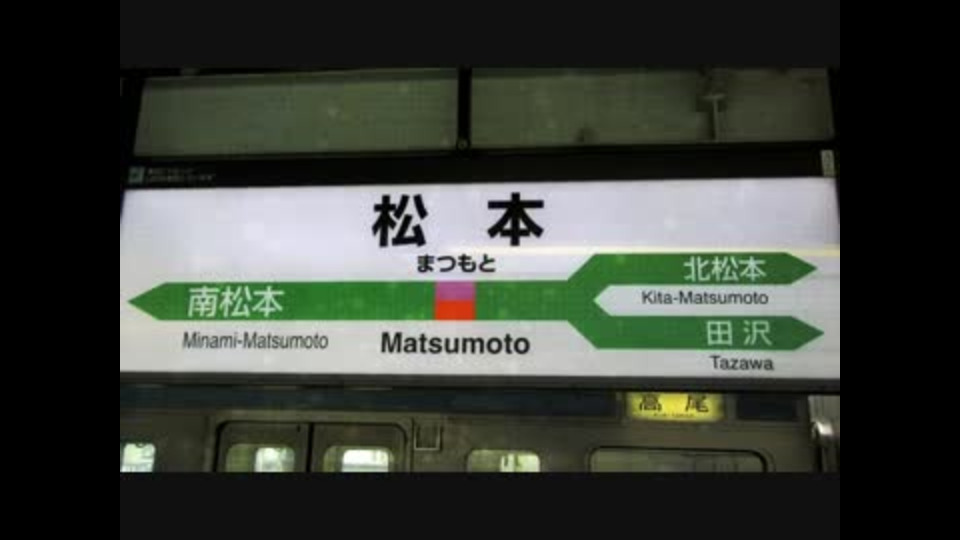 松本
まつもと
南松本
Minami-Matsumoto
Matsumoto
北松本
Kita-Matsumoto
田沢
Tazawa
高尾